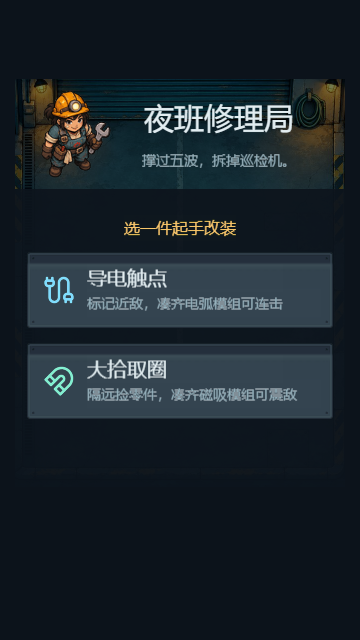 夜班修理局
撑过五波，拆掉巡检机。
选一件起手改装
导电触点
标记近敌，凑齐电弧模组可连击
大拾取圈
隔远捡零件，凑齐磁吸模组可震敌